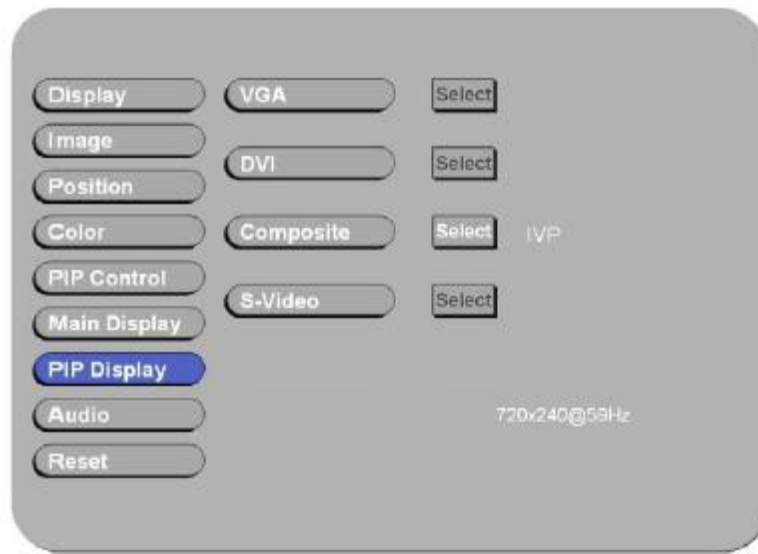 Display VGA Select
Image
DVI Select
Position
Color Composite Select IVP
PIP Control
S-Video Select
Main Display
PIP Display
Audio 720x240@59Hz
Reset